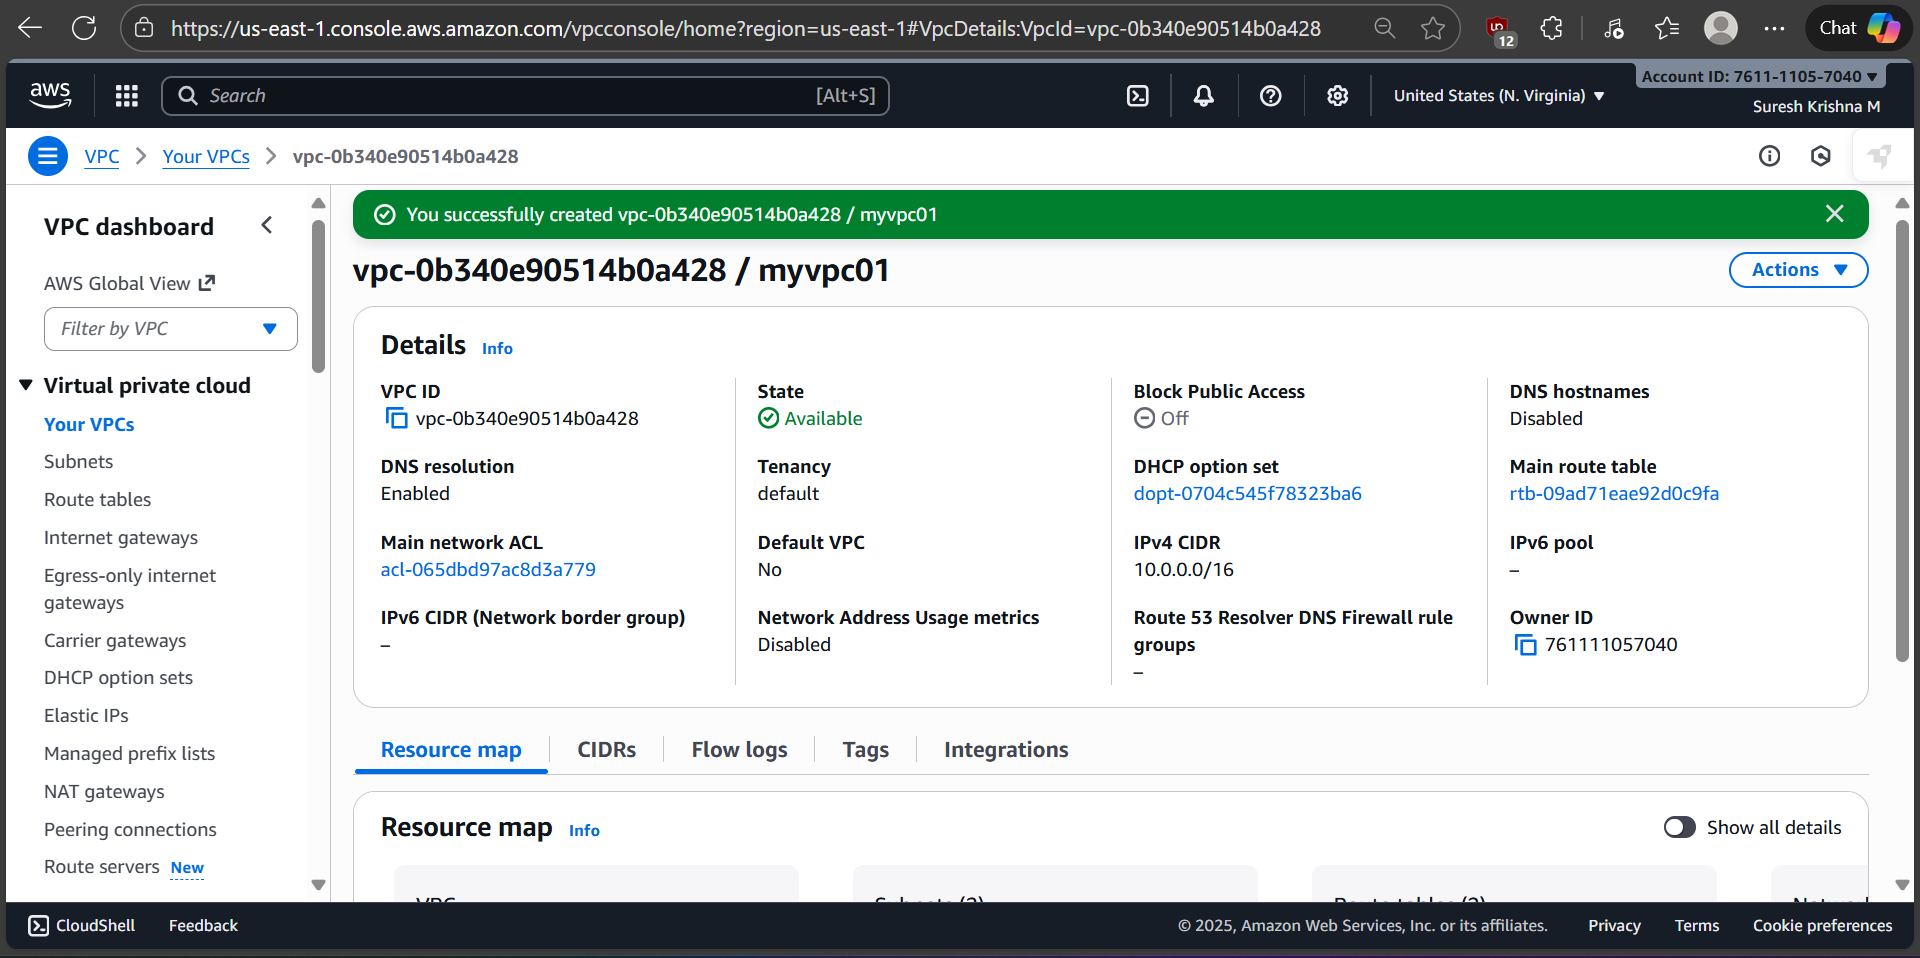 https://us-east-1.console.aws.amazon.com/vpcconsole/home?region=us-east-1#VpcDetails:VpcId=vpc-0b340e90514b0a428
12
Chat
aws
Search
[Alt+S]
United States (N. Virginia)
Account ID: 7611-1105-7040
Suresh Krishna M
VPC
Your VPCs
vpc-0b340e90514b0a428
VPC dashboard
AWS Global View
Filter by VPC
Virtual private cloud
Your VPCs
Subnets
Route tables
Internet gateways
Egress-only internet
gateways
Carrier gateways
DHCP option sets
Elastic IPs
Managed prefix lists
NAT gateways
Peering connections
Route servers New
You successfully created vpc-0b340e90514b0a428 / myvpc01
vpc-0b340e90514b0a428 / myvpc01
Actions
Details Info
VPC ID
vpc-0b340e90514b0a428
State
Available
Block Public Access
Off
DNS hostnames
Disabled
DNS resolution
Enabled
Tenancy
default
DHCP option set
dopt-0704c545f78323ba6
Main route table
rtb-09ad71eae92d0c9fa
Main network ACL
acl-065dbd97ac8d3a779
Default VPC
No
IPv4 CIDR
10.0.0.0/16
IPv6 pool
–
IPv6 CIDR (Network border group)
–
Network Address Usage metrics
Disabled
Route 53 Resolver DNS Firewall rule
groups
–
Owner ID
761111057040
Resource map
CIDRs
Flow logs
Tags
Integrations
Resource map Info
Show all details
VPC
CloudShell
Feedback
© 2025, Amazon Web Services, Inc. or its affiliates.
Privacy
Terms
Cookie preferences